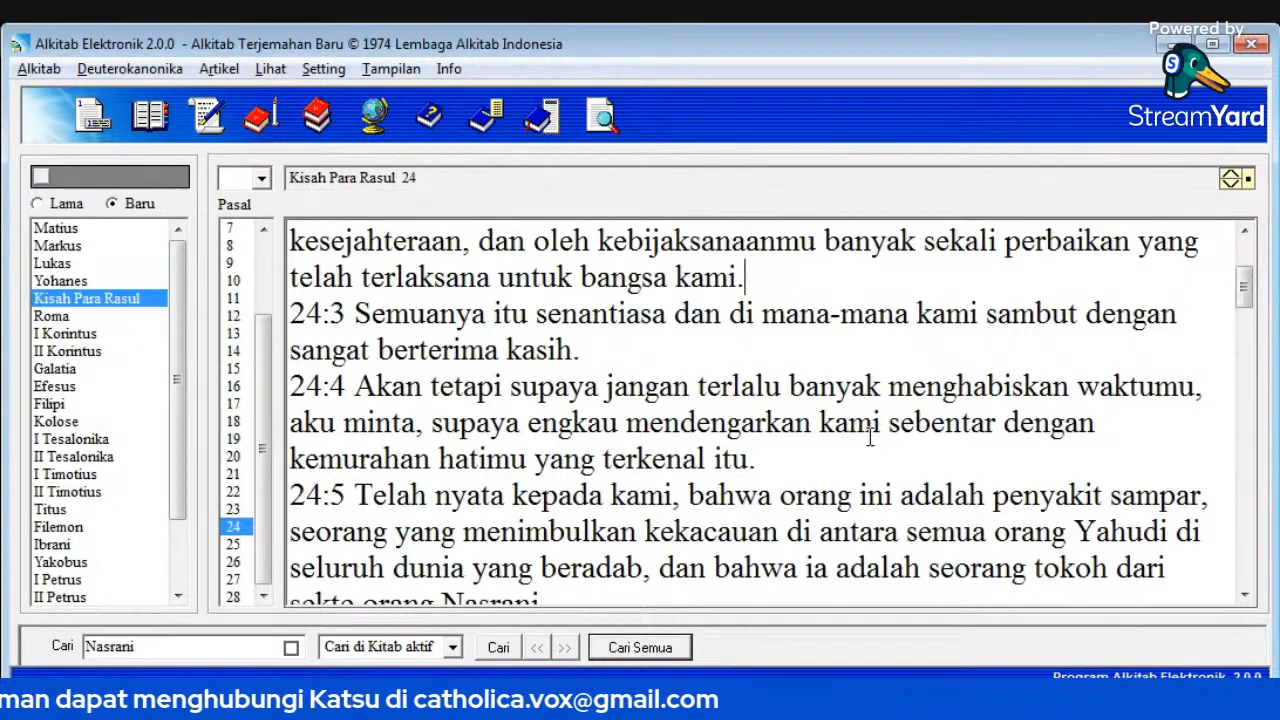 Powered by
StreamYard
Alkitab Elektronik 2.0.0 - Alkitab Terjemahan Baru © 1974 Lembaga Alkitab Indonesia
Alkitab Deuterokanonika Artikel Lihat Setting Tampilan Info
Lama Baru
Matius
Markus
Lukas
Yohanes
Kisah Para Rasul
Roma
I Korintus
II Korintus
Galatia
Efesus
Filipi
Kolose
I Tesalonika
II Tesalonika
I Timotius
II Timotius
Titus
Filemon
Ibrani
Yakobus
I Petrus
II Petrus
Pasal
7
8
9
10
11
12
13
14
15
16
17
18
19
20
21
22
23
24
25
26
27
28
Kisah Para Rasul 24
kesejahteraan, dan oleh kebijaksanaanmu banyak sekali perbaikan yang
telah terlaksana untuk bangsa kami.
24:3 Semuanya itu senantiasa dan di mana-mana kami sambut dengan
sangat berterima kasih.
24:4 Akan tetapi supaya jangan terlalu banyak menghabiskan waktumu,
aku minta, supaya engkau mendengarkan kami sebentar dengan
kemurahan hatimu yang terkenal itu.
24:5 Telah nyata kepada kami, bahwa orang ini adalah penyakit sampar,
seorang yang menimbulkan kekacauan di antara semua orang Yahudi di
seluruh dunia yang beradab, dan bahwa ia adalah seorang tokoh dari
sekte orang Nasrani.
Cari Nasrani Cari di Kitab aktif Cari << >> Cari Semua
Program Alkitab Elektronik 2.0.0
man dapat menghubungi Katsu di catholica.vox@gmail.com